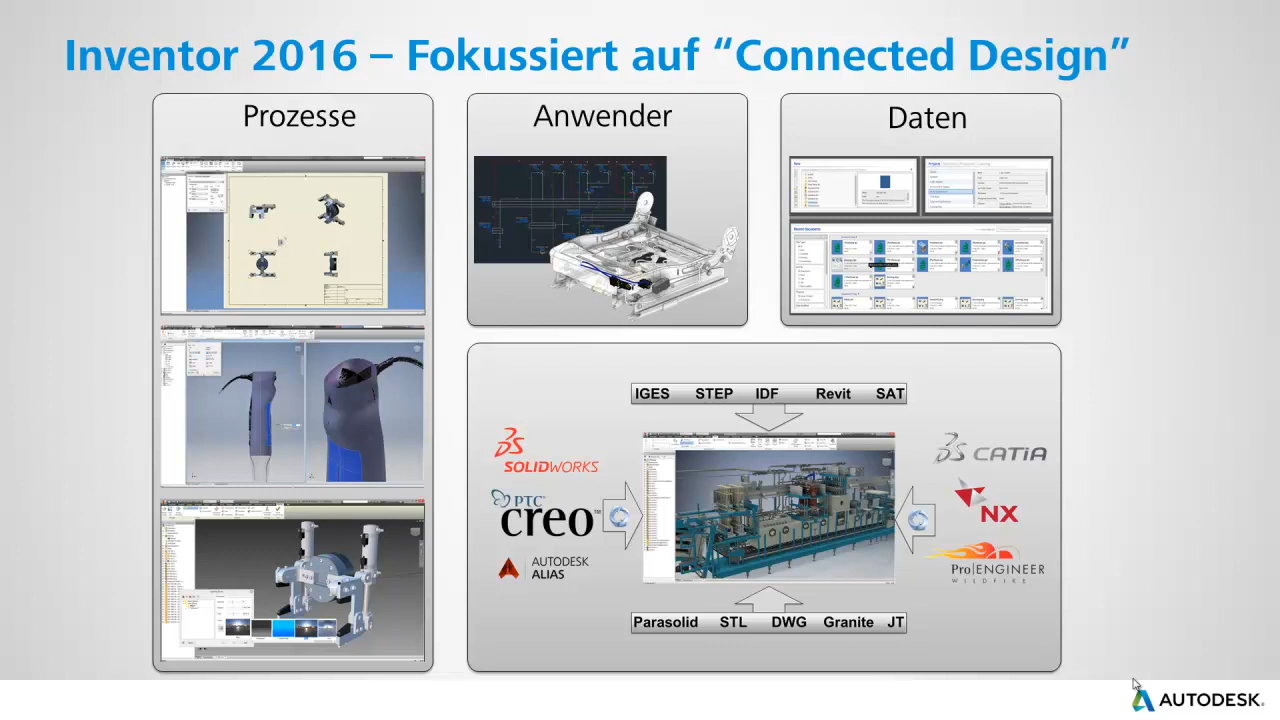 Inventor 2016 – Fokussiert auf “Connected Design”
Prozesse
Anwender
Daten
IGES STEP IDF Revit SAT
SOLIDWORKS
PTC
creo™
AUTODESK
ALIAS
CATIA
NX
Pro|ENGINEER
WILDFIRE
Parasolid STL DWG Granite JT
AUTODESK.